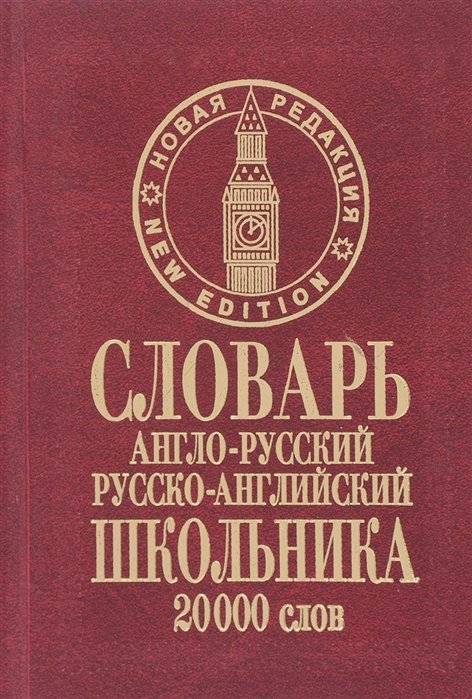 НОВАЯ РЕДАКЦИЯ
NEW EDITION
СЛОВАРЬ
АНГЛО-РУССКИЙ
РУССКО-АНГЛИЙСКИЙ
ШКОЛЬНИКА
20000 слов